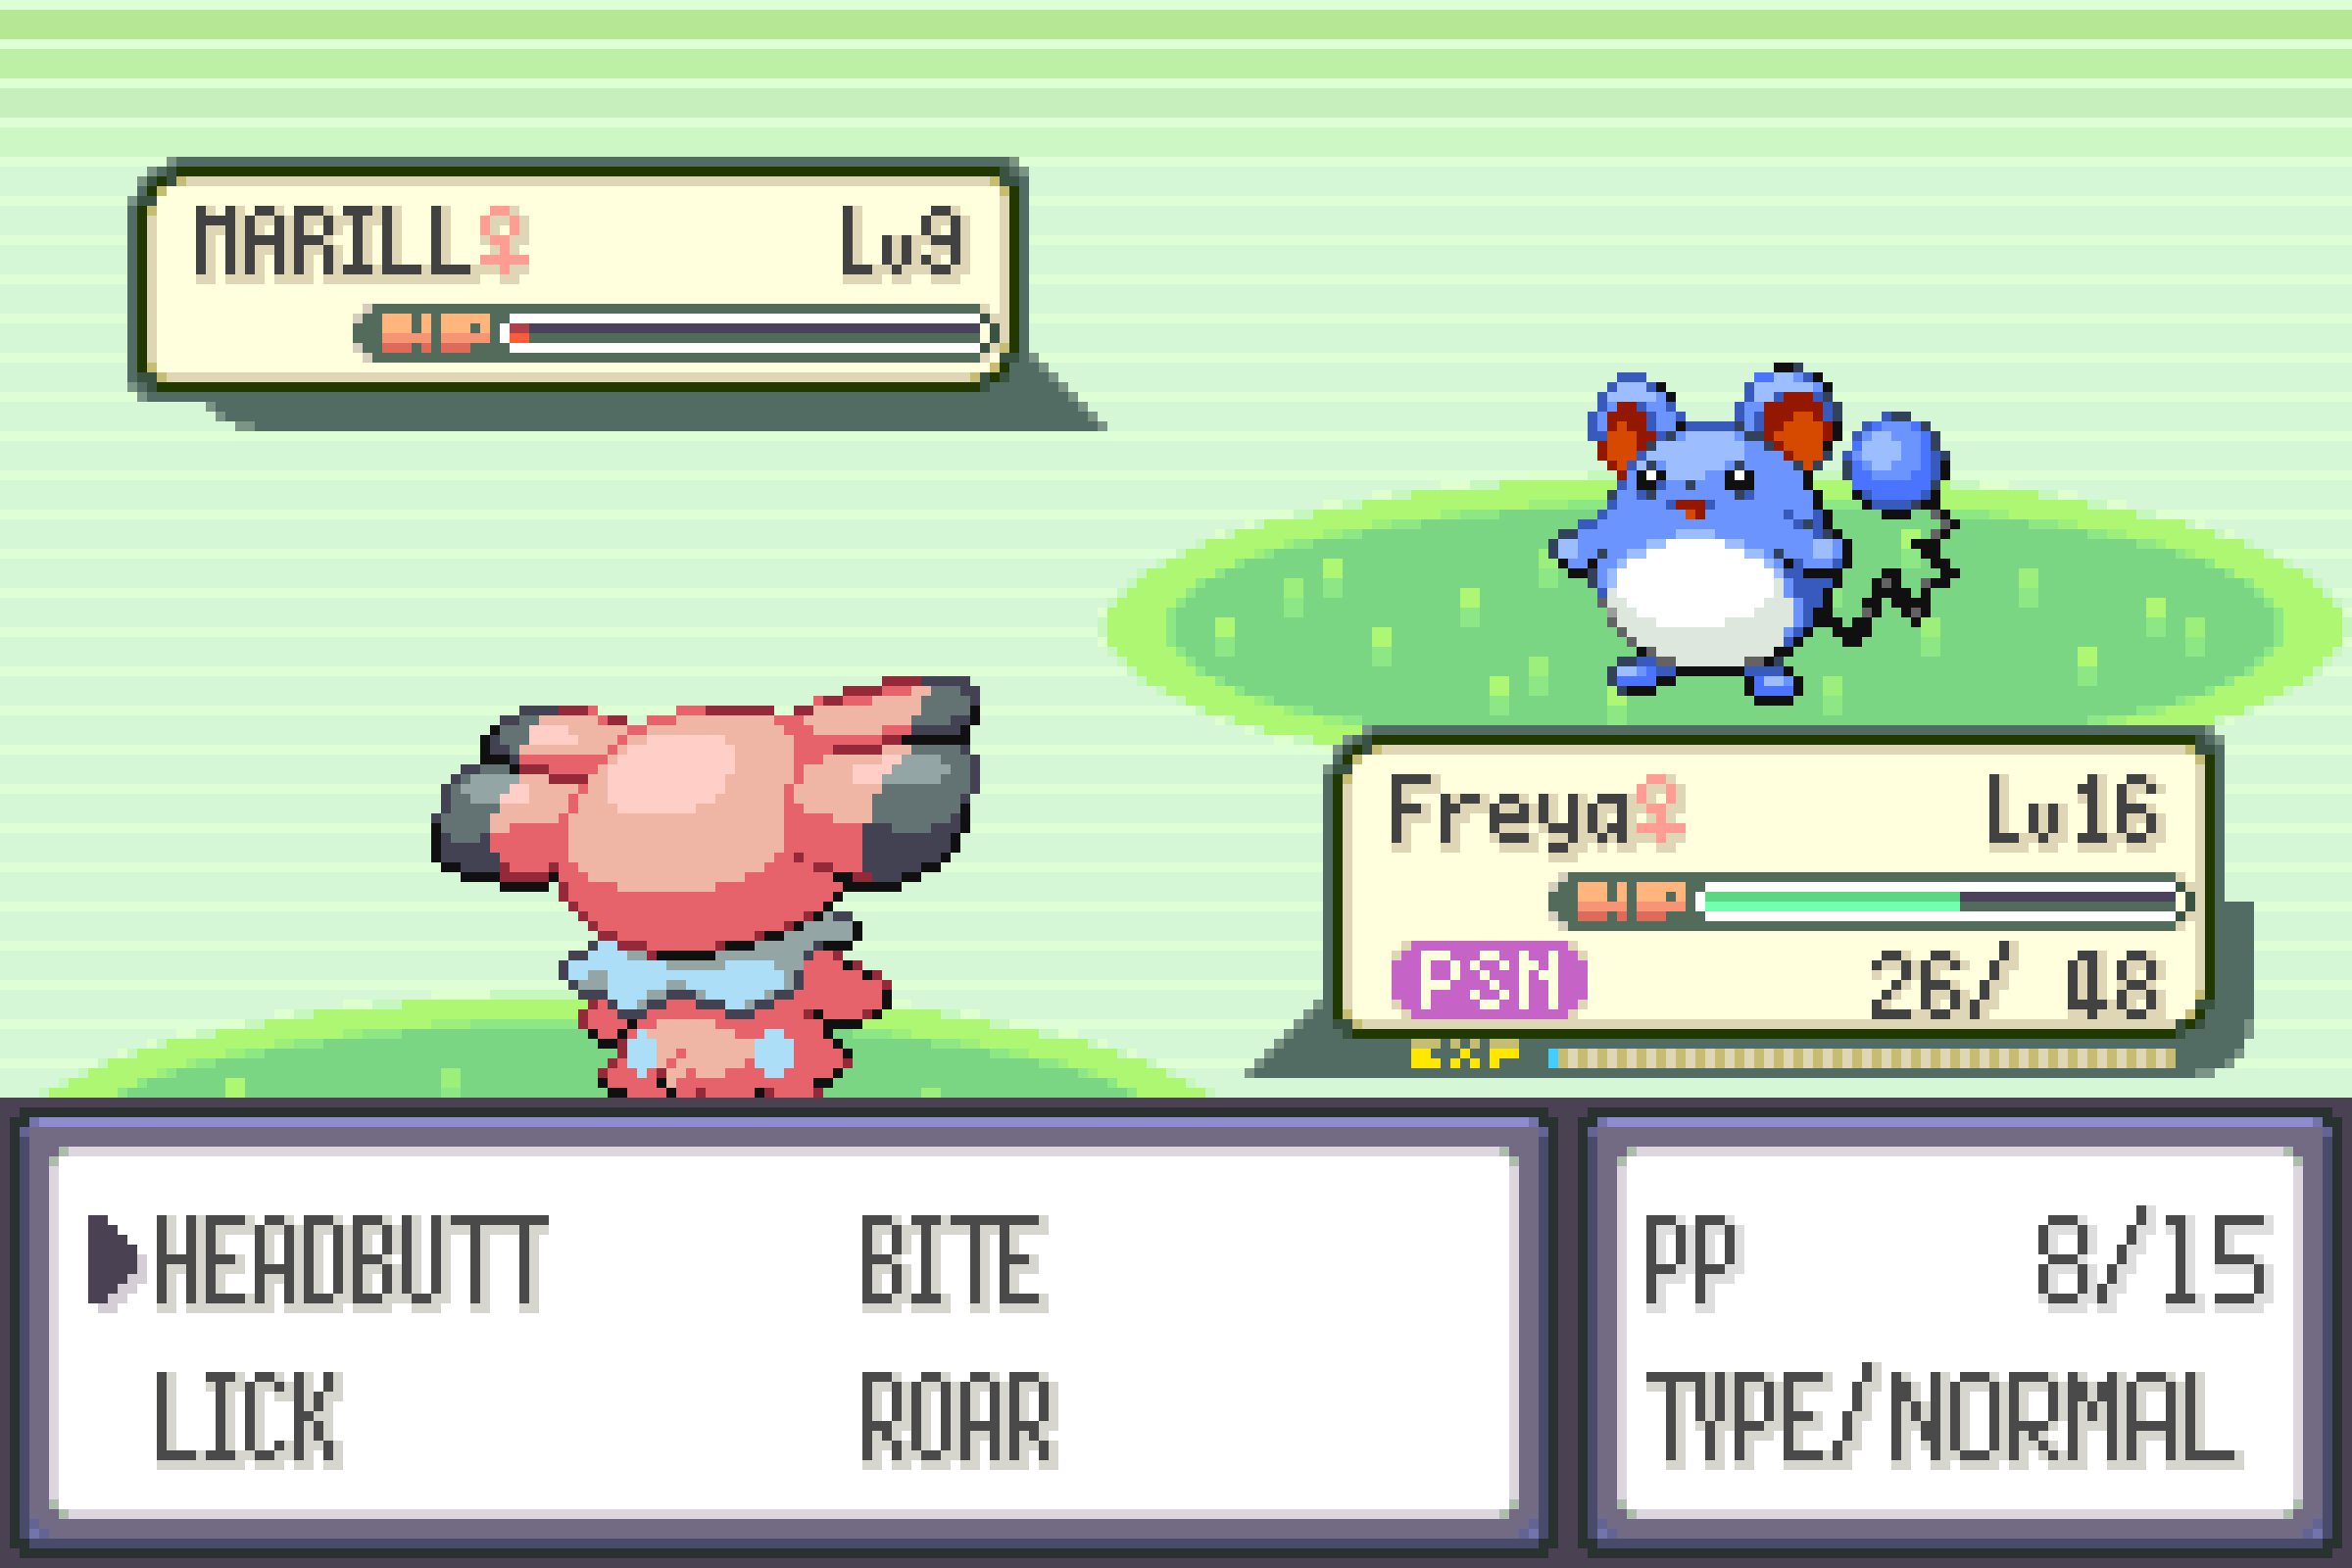 MARILL♀ Lv9
HP
Freya♀ Lv16
HP
PSN 26/ 48
EXP
HEADBUTT BITE
LICK ROAR
PP 8/15
TYPE/NORMAL